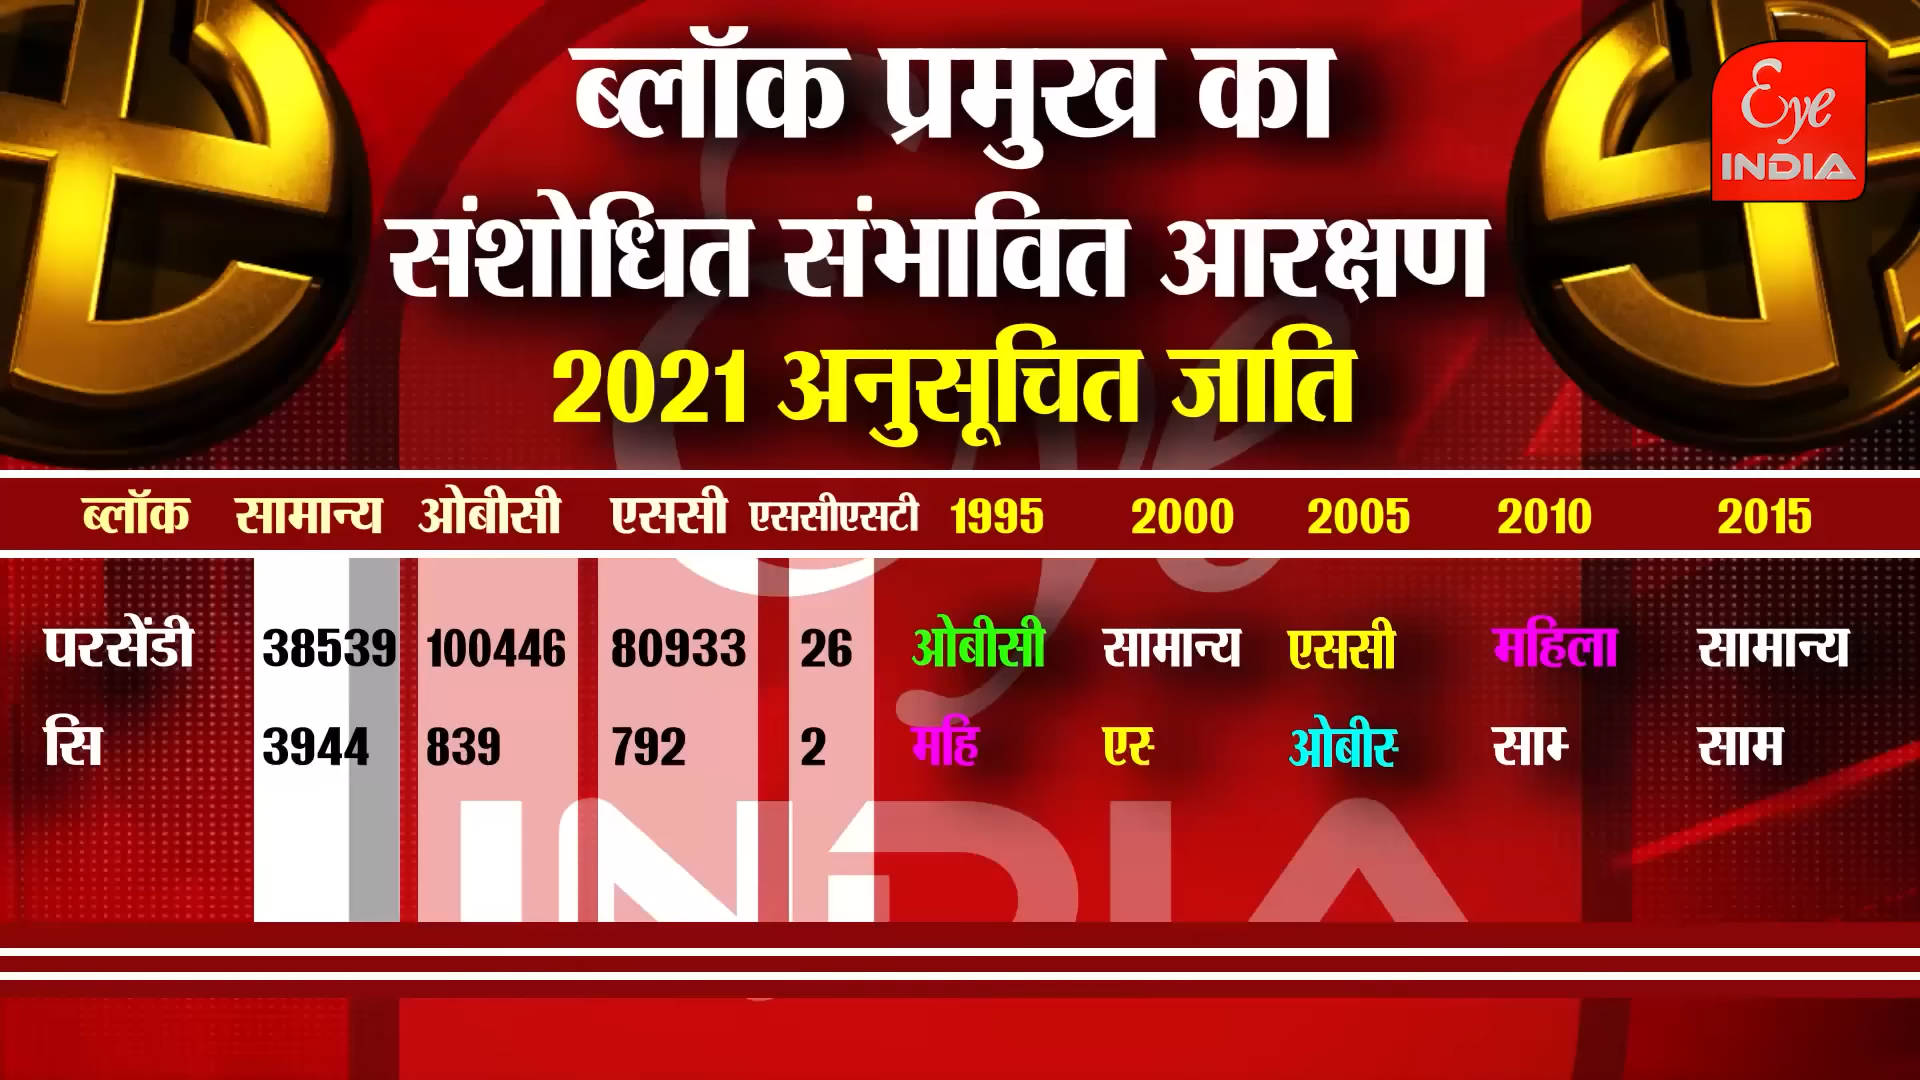 ब्लॉक प्रमुख का
Eye
INDIA
संशोधित संभावित आरक्षण
2021 अनुसूचित जाति
ब्लॉक सामान्य ओबीसी एससी एससीएसटी 1995 2000 2005 2010 2015
परसेंडी 38539 100446 80933 26 ओबीसी सामान्य एससी महिला सामान्य
सि 3944 839 792 2 महि ओबी साम